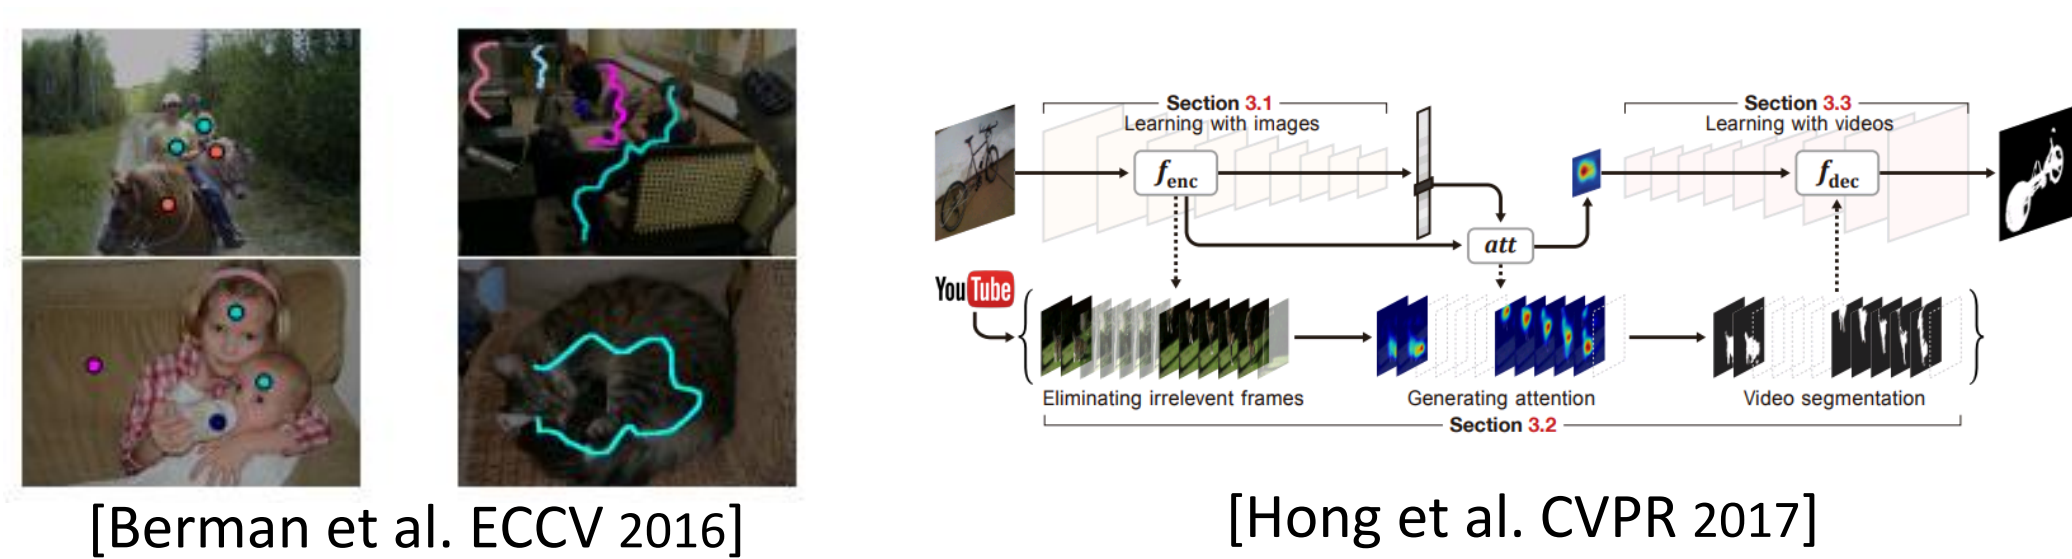 Section 3.1
Learning with images
Section 3.3
Learning with videos
fenc
fdec
att
YouTube
Eliminating irrelevent frames
Generating attention
Video segmentation
Section 3.2
[Berman et al. ECCV 2016]
[Hong et al. CVPR 2017]